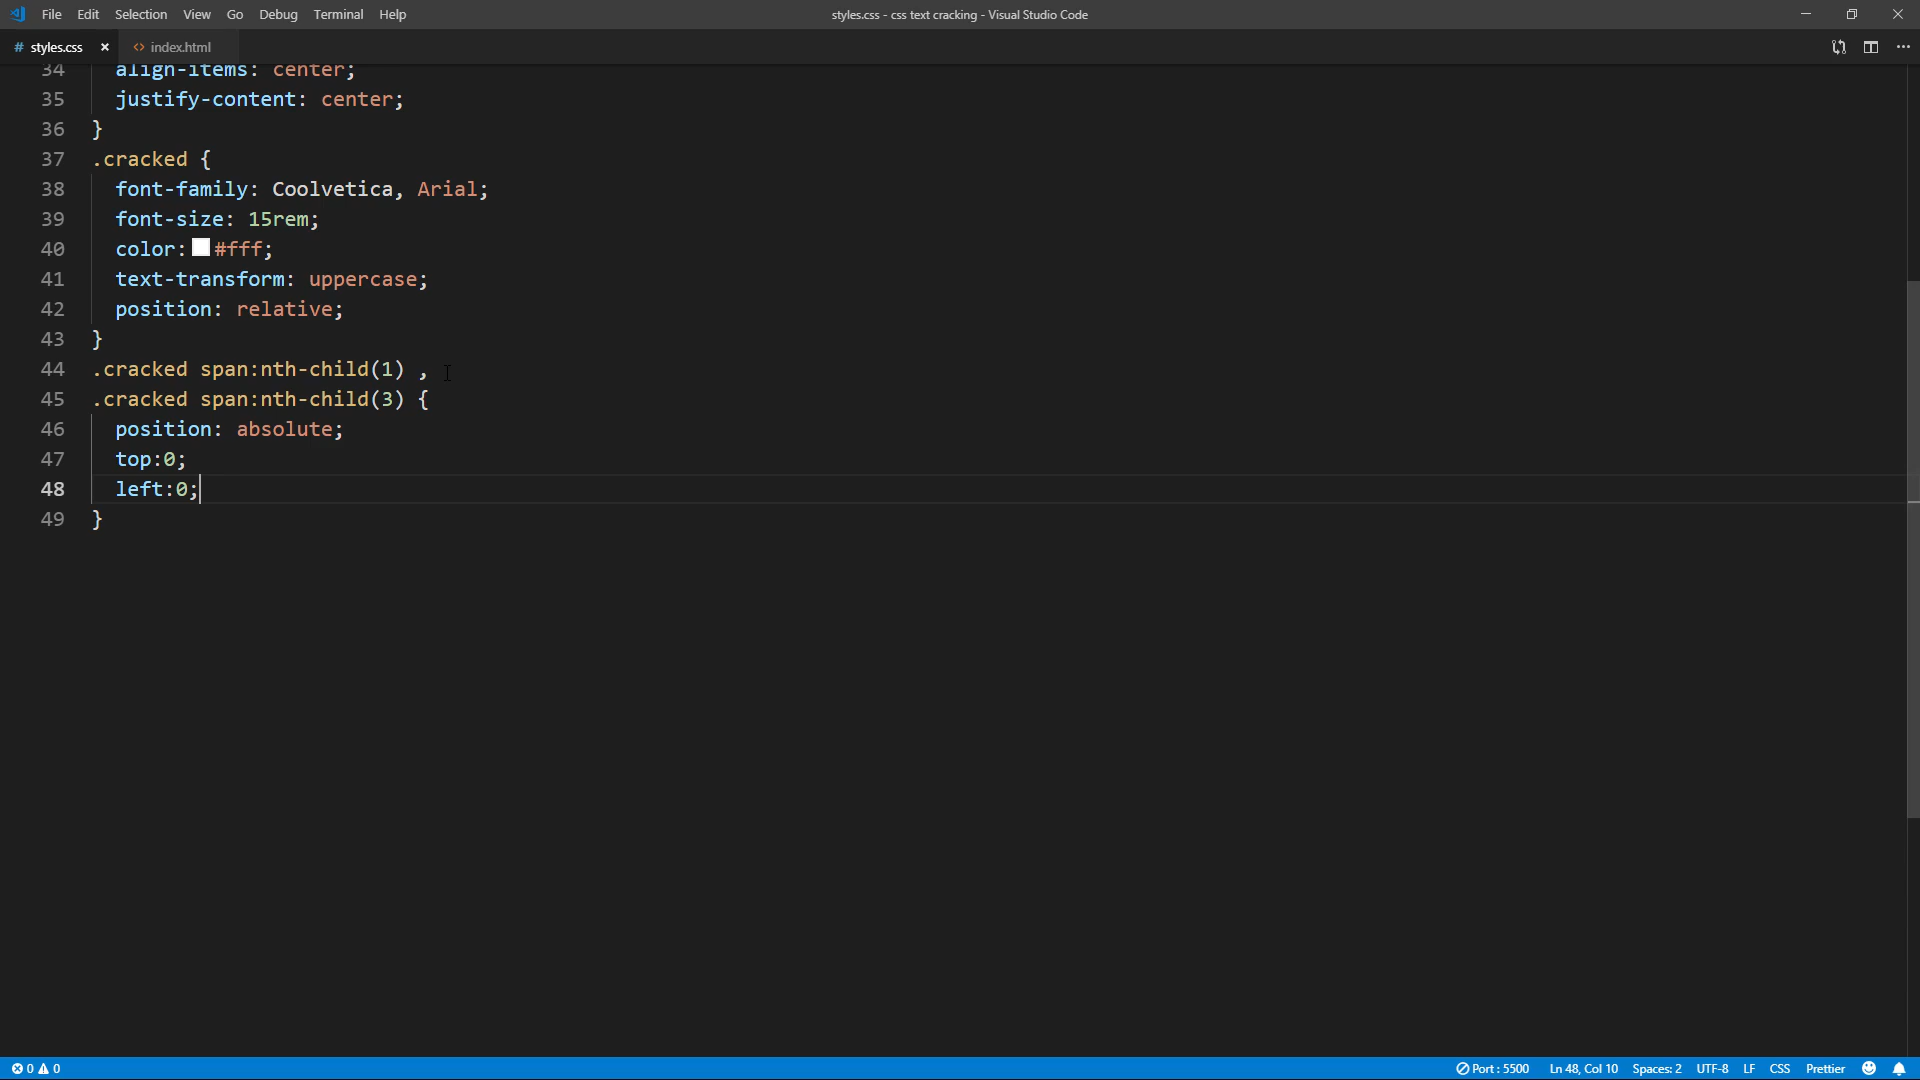 File Edit Selection View Go Debug Terminal Help styles.css - css text cracking - Visual Studio Code
# styles.css × <> index.html
34 align-items: center;
35 justify-content: center;
36 }
37 .cracked {
38 font-family: Coolvetica, Arial;
39 font-size: 15rem;
40 color: #fff;
41 text-transform: uppercase;
42 position: relative;
43 }
44 .cracked span:nth-child(1) ,
45 .cracked span:nth-child(3) {
46 position: absolute;
47 top:0;
48 left:0;
49 }
0 0 Port : 5500 Ln 48, Col 10 Spaces: 2 UTF-8 LF CSS Prettier